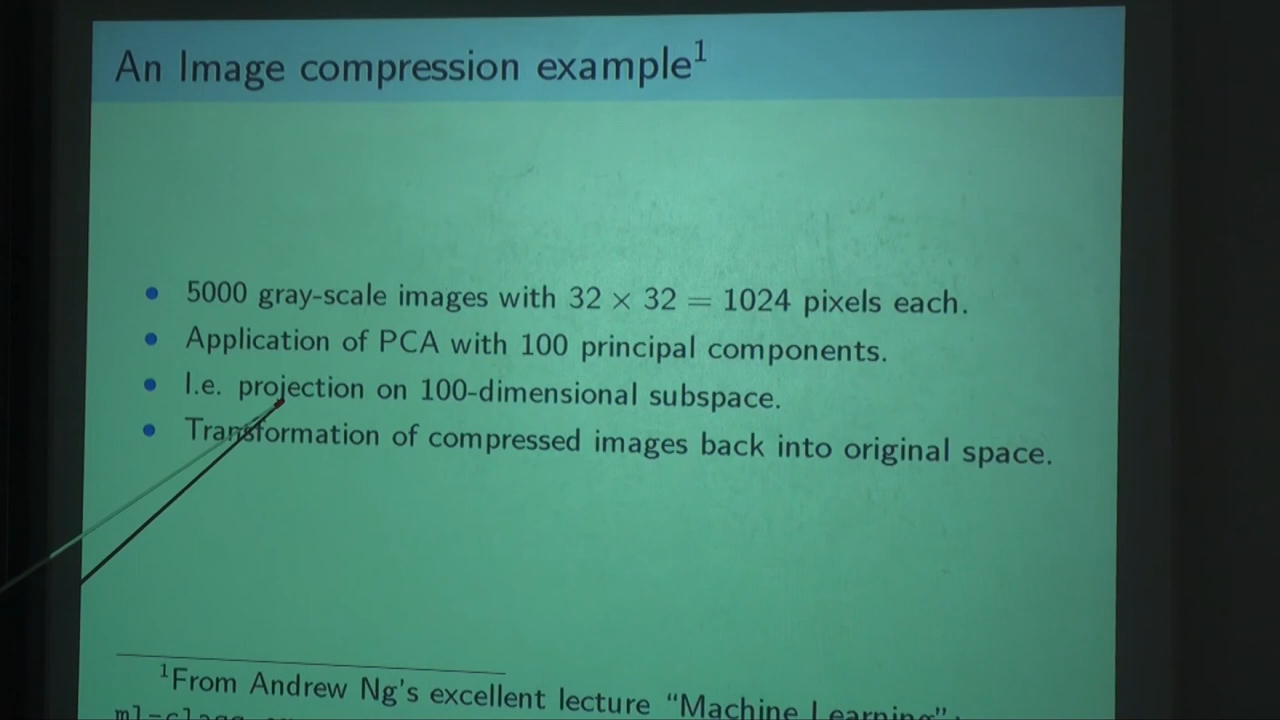 An Image compression example¹
• 5000 gray-scale images with 32 × 32 = 1024 pixels each.
• Application of PCA with 100 principal components.
• I.e. projection on 100-dimensional subspace.
• Transformation of compressed images back into original space.
¹From Andrew Ng's excellent lecture “Machine Learning”: